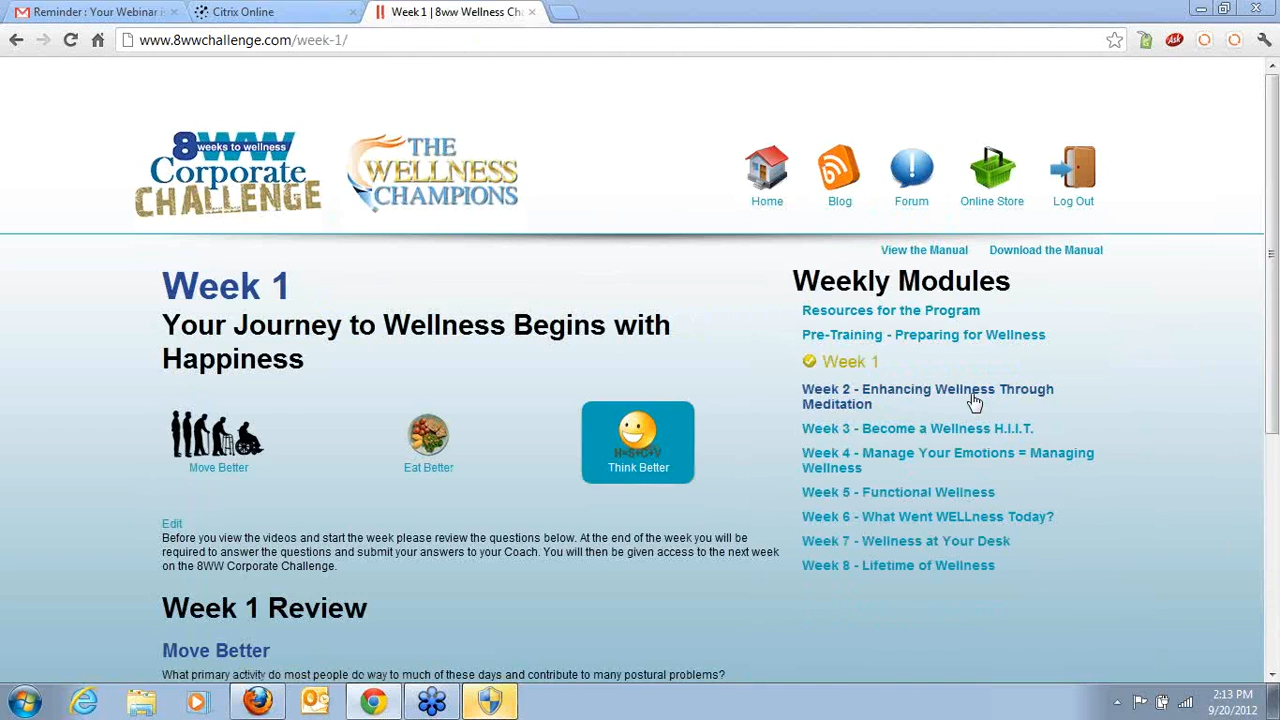 Reminder : Your Webinar i
Citrix Online
Week 1 | 8ww Wellness Ch
www.8wwchallenge.com/week-1/
Ask
8WW
weeks to wellness
Corporate
CHALLENGE
THE
WELLNESS
CHAMPIONS
Home
Blog
Forum
Online Store
Log Out
View the Manual
Download the Manual
Week 1
Your Journey to Wellness Begins with
Happiness
Move Better
Eat Better
H=S+C+V
Think Better
Edit
Before you view the videos and start the week please review the questions below. At the end of the week you will be
required to answer the questions and submit your answers to your Coach. You will then be given access to the next week
on the 8WW Corporate Challenge.
Week 1 Review
Move Better
What primary activity do most people do way to much of these days and contribute to many postural problems?
Weekly Modules
Resources for the Program
Pre-Training - Preparing for Wellness
Week 1
Week 2 - Enhancing Wellness Through
Meditation
Week 3 - Become a Wellness H.I.I.T.
Week 4 - Manage Your Emotions = Managing
Wellness
Week 5 - Functional Wellness
Week 6 - What Went WELLness Today?
Week 7 - Wellness at Your Desk
Week 8 - Lifetime of Wellness
2:13 PM
9/20/2012